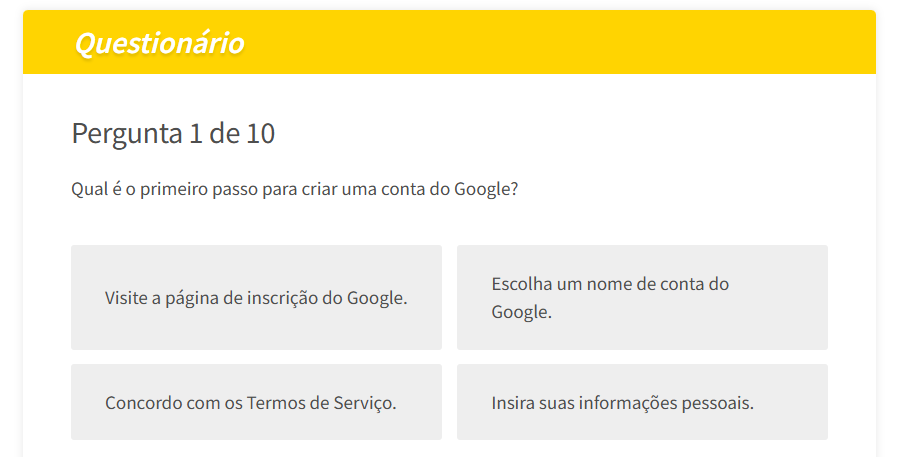 Questionário
Pergunta 1 de 10
Qual é o primeiro passo para criar uma conta do Google?
Visite a página de inscrição do Google.
Escolha um nome de conta do
Google.
Concordo com os Termos de Serviço.
Insira suas informações pessoais.